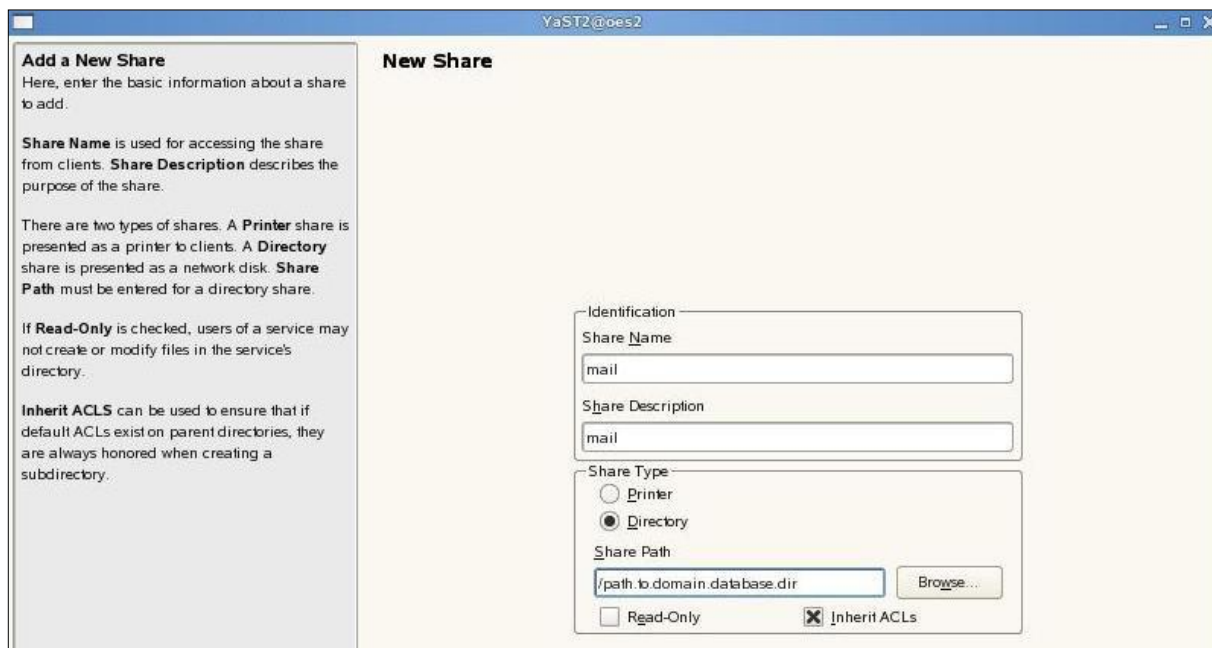 YaST2@oes2
Add a New Share
Here, enter the basic information about a share
to add.
Share Name is used for accessing the share
from clients. Share Description describes the
purpose of the share.
There are two types of shares. A Printer share is
presented as a printer to clients. A Directory
share is presented as a network disk. Share
Path must be entered for a directory share.
If Read-Only is checked, users of a service may
not create or modify files in the service's
directory.
Inherit ACLS can be used to ensure that if
default ACLs exist on parent directories, they
are always honored when creating a
subdirectory.
New Share
Identification
Share Name
mail
Share Description
mail
Share Type
Printer
Directory
Share Path
/path.to.domain.database.dir
Browse...
Read-Only
Inherit ACLs